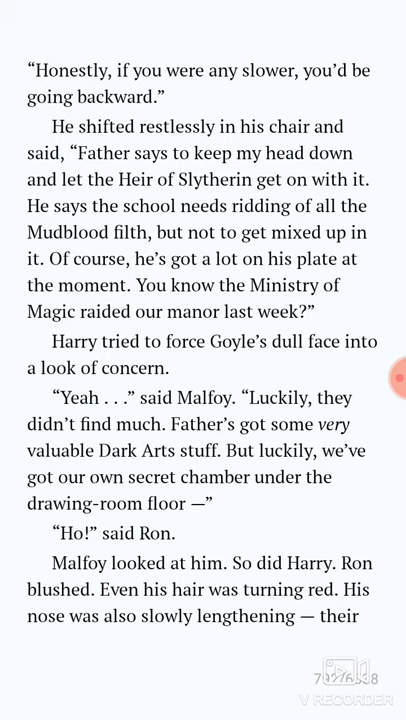 “Honestly, if you were any slower, you’d be
going backward.”
He shifted restlessly in his chair and
said, “Father says to keep my head down
and let the Heir of Slytherin get on with it.
He says the school needs ridding of all the
Mudblood filth, but not to get mixed up in
it. Of course, he’s got a lot on his plate at
the moment. You know the Ministry of
Magic raided our manor last week?”
Harry tried to force Goyle’s dull face into
a look of concern.
“Yeah . . .” said Malfoy. “Luckily, they
didn’t find much. Father’s got some very
valuable Dark Arts stuff. But luckily, we’ve
got our own secret chamber under the
drawing-room floor —”
“Ho!” said Ron.
Malfoy looked at him. So did Harry. Ron
blushed. Even his hair was turning red. His
nose was also slowly lengthening — their
V RECORDER